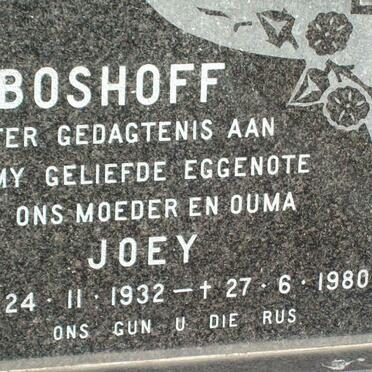 BOSHOFF
TER GEDAGTENIS AAN
MY GELIEFDE EGGENOTE
ONS MOEDER EN OUMA
JOEY
24 · 11 · 1932 — † 27 · 6 · 1980
ONS GUN U DIE RUS